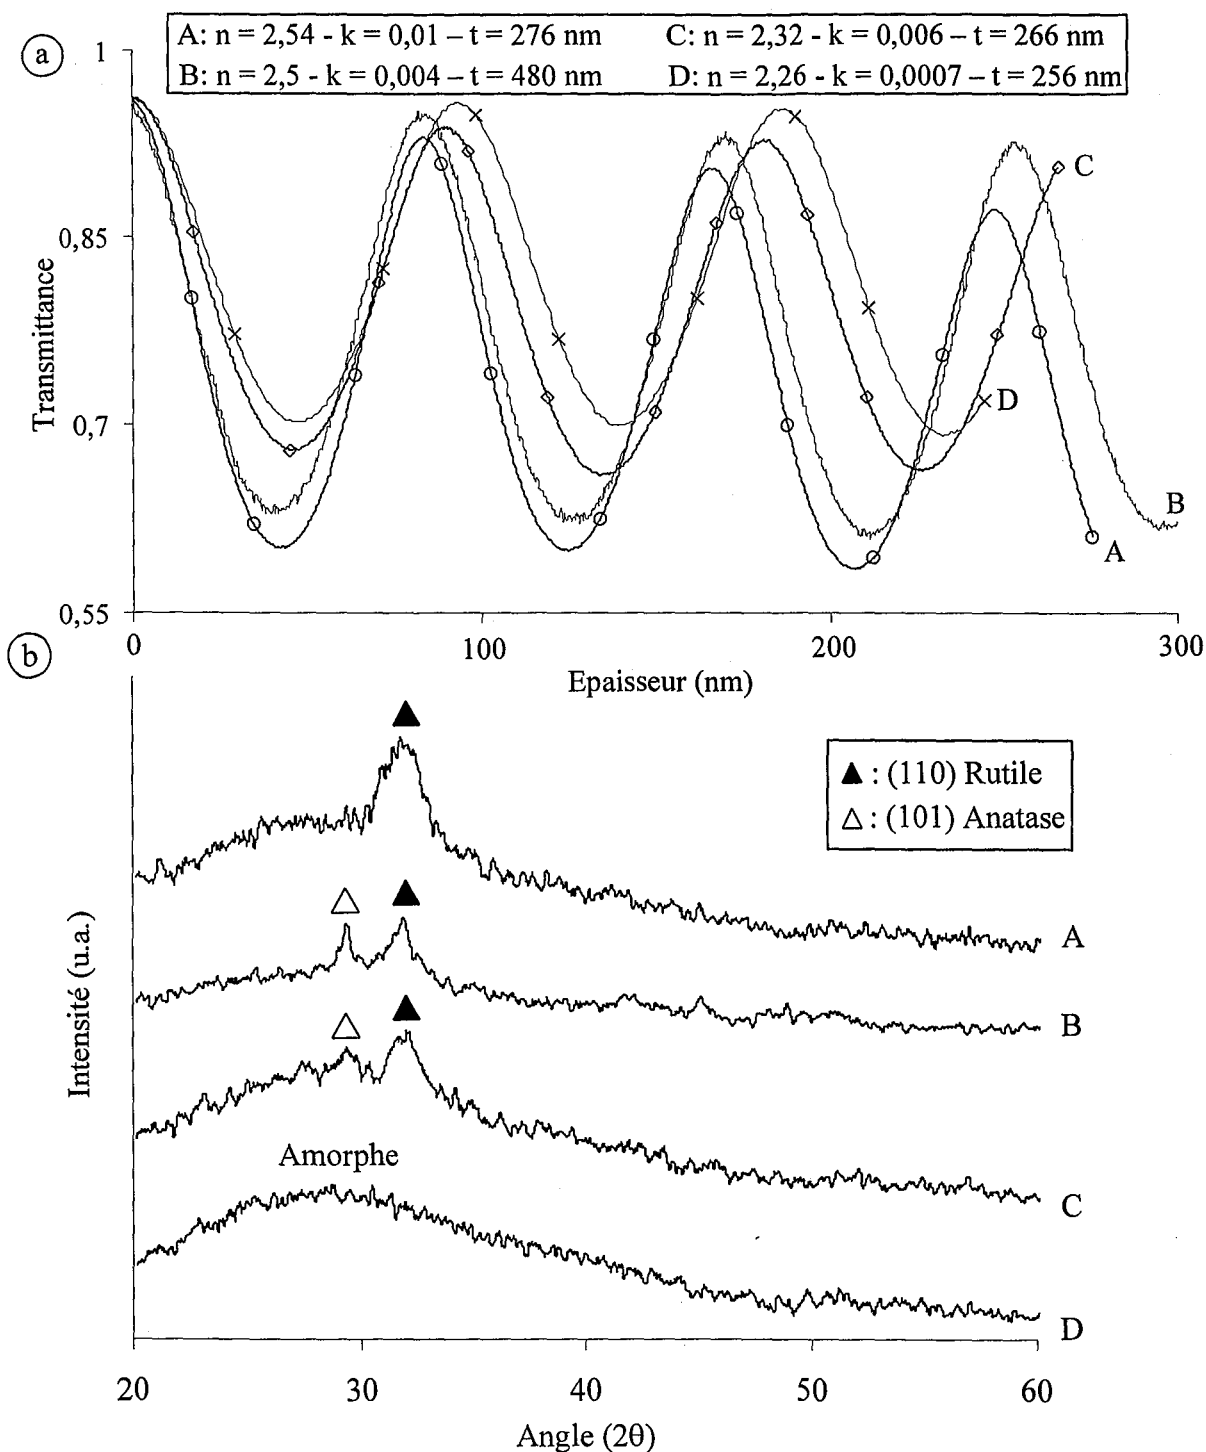 a
A: n = 2,54 - k = 0,01 – t = 276 nm
C: n = 2,32 - k = 0,006 – t = 266 nm
B: n = 2,5 - k = 0,004 – t = 480 nm
D: n = 2,26 - k = 0,0007 – t = 256 nm
1
0,85
0,7
0,55
Transmittance
C
D
B
A
0
100
200
300
Epaisseur (nm)
b
▲ : (110) Rutile
△ : (101) Anatase
Intensité (u.a.)
A
B
C
Amorphe
D
20
30
40
50
60
Angle (2θ)